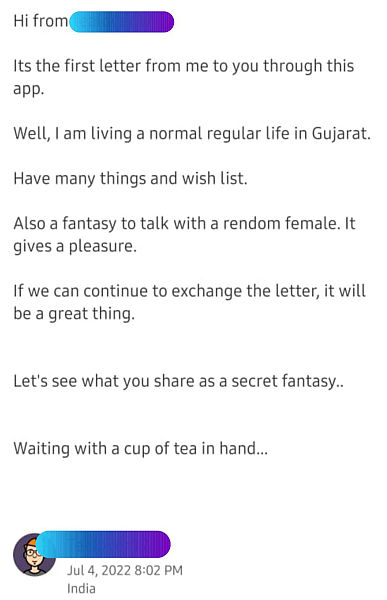 Hi from
Its the first letter from me to you through this
app.
Well, I am living a normal regular life in Gujarat.
Have many things and wish list.
Also a fantasy to talk with a rendom female. It
gives a pleasure.
If we can continue to exchange the letter, it will
be a great thing.
Let's see what you share as a secret fantasy..
Waiting with a cup of tea in hand...
Jul 4, 2022 8:02 PM
India